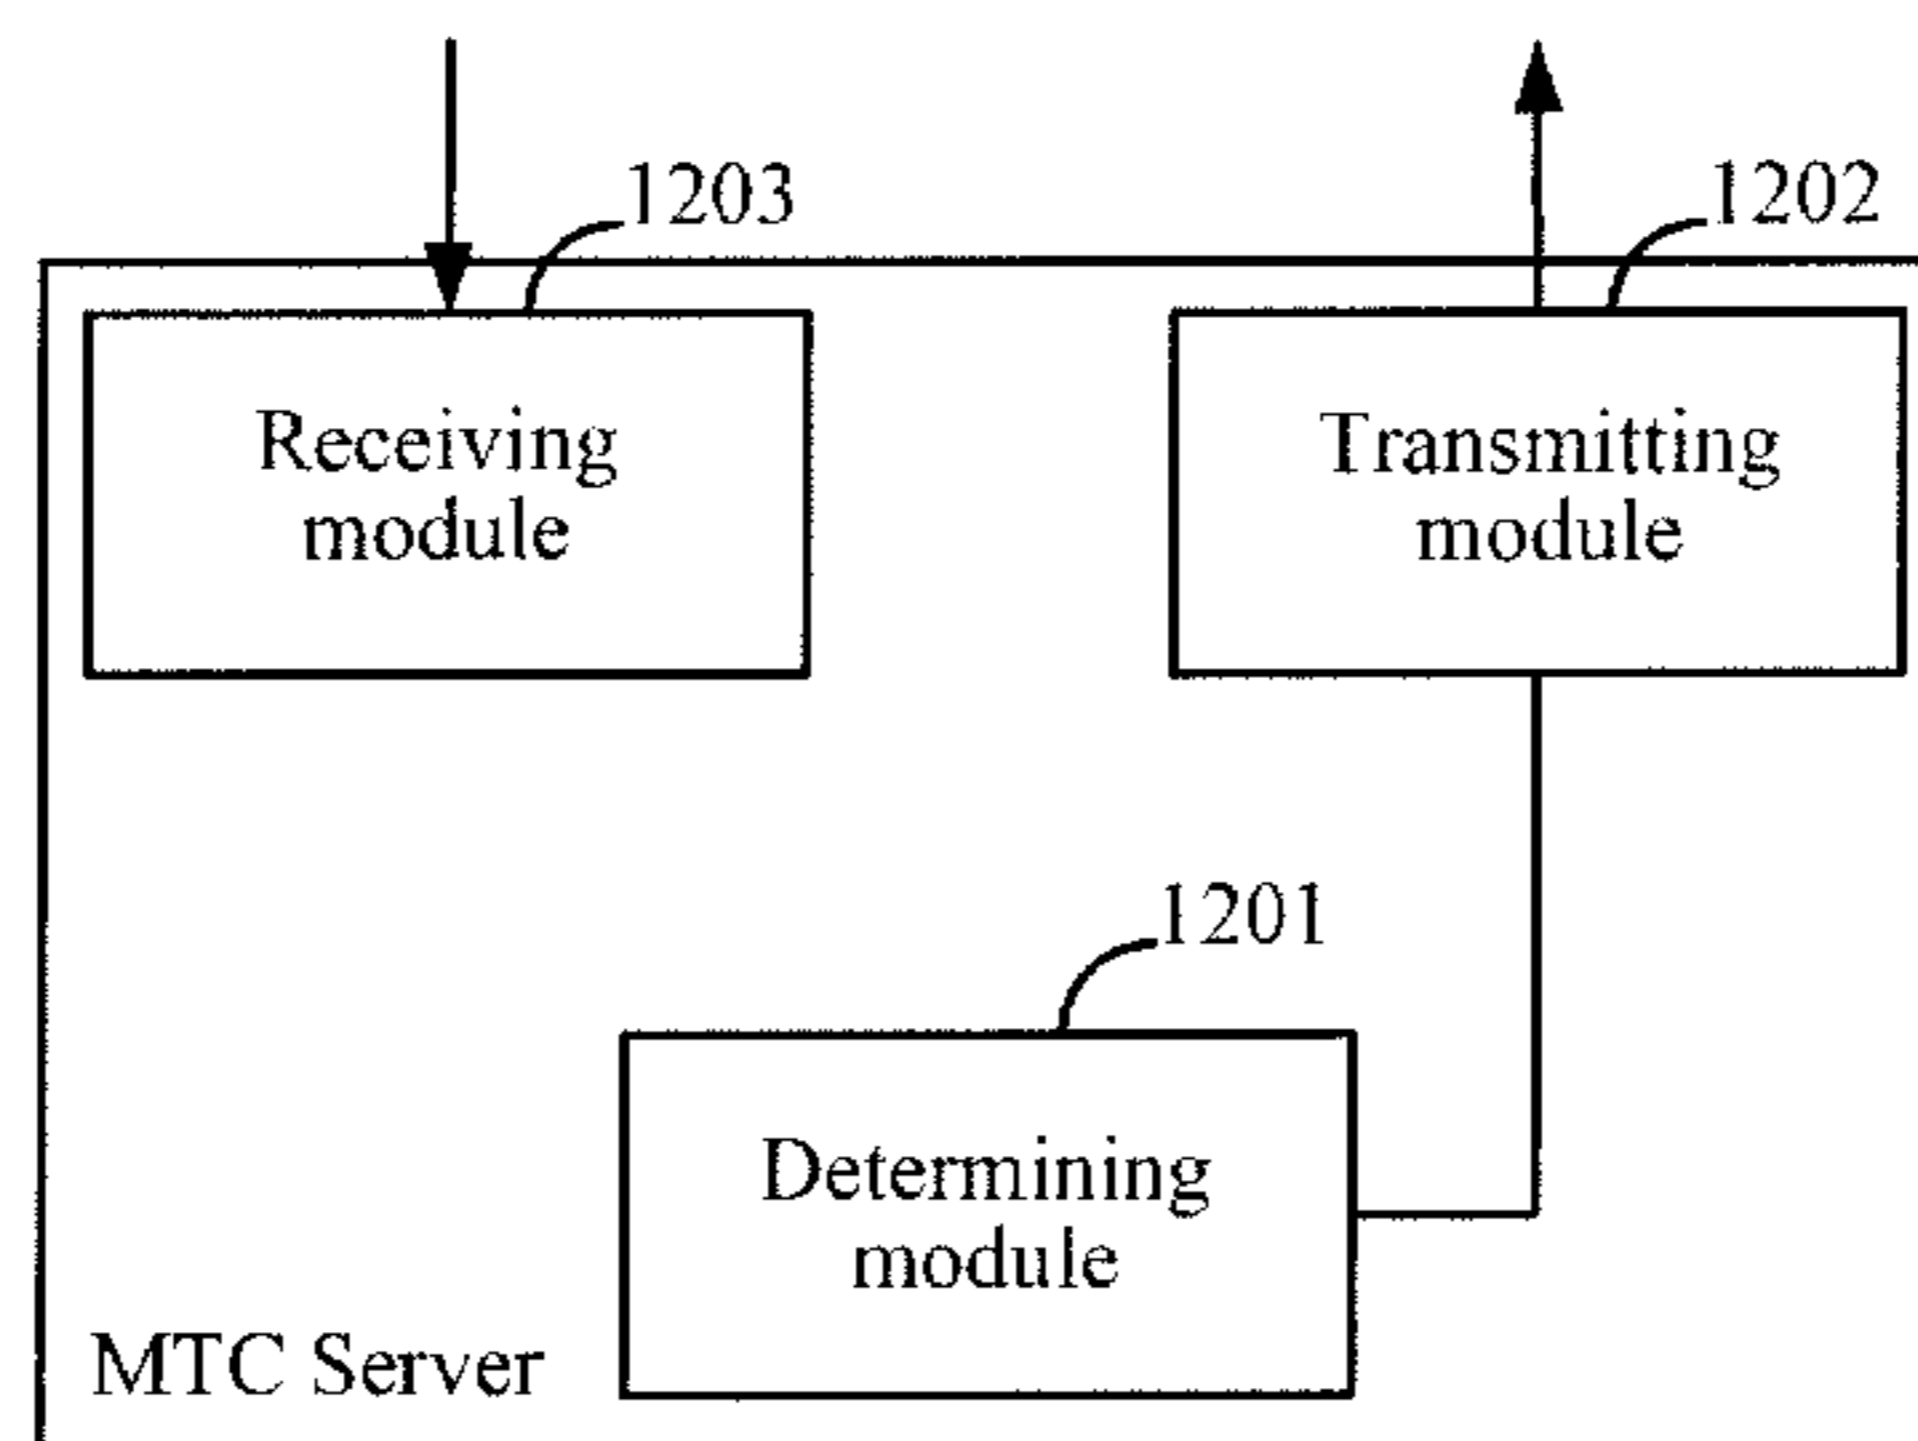 1203
1202
Receiving
module
Transmitting
module
1201
Determining
module
MTC Server